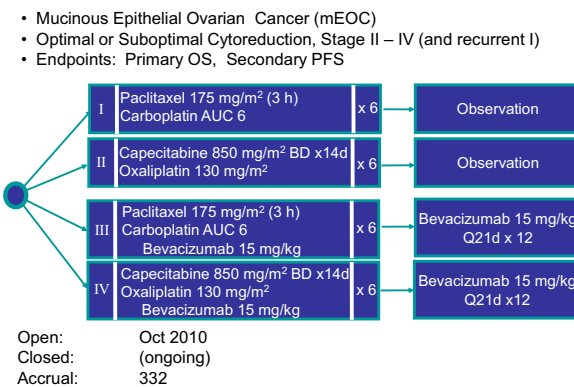 • Mucinous Epithelial Ovarian Cancer (mEOC)
• Optimal or Suboptimal Cytoreduction, Stage II – IV (and recurrent I)
• Endpoints: Primary OS, Secondary PFS
I
Paclitaxel 175 mg/m² (3 h)
Carboplatin AUC 6
x 6
Observation
II
Capecitabine 850 mg/m² BD x14d
Oxaliplatin 130 mg/m²
x 6
Observation
III
Paclitaxel 175 mg/m² (3 h)
Carboplatin AUC 6
Bevacizumab 15 mg/kg
x 6
Bevacizumab 15 mg/kg
Q21d x 12
IV
Capecitabine 850 mg/m² BD x14d
Oxaliplatin 130 mg/m²
Bevacizumab 15 mg/kg
x 6
Bevacizumab 15 mg/kg
Q21d x12
Open: Oct 2010
Closed: (ongoing)
Accrual: 332